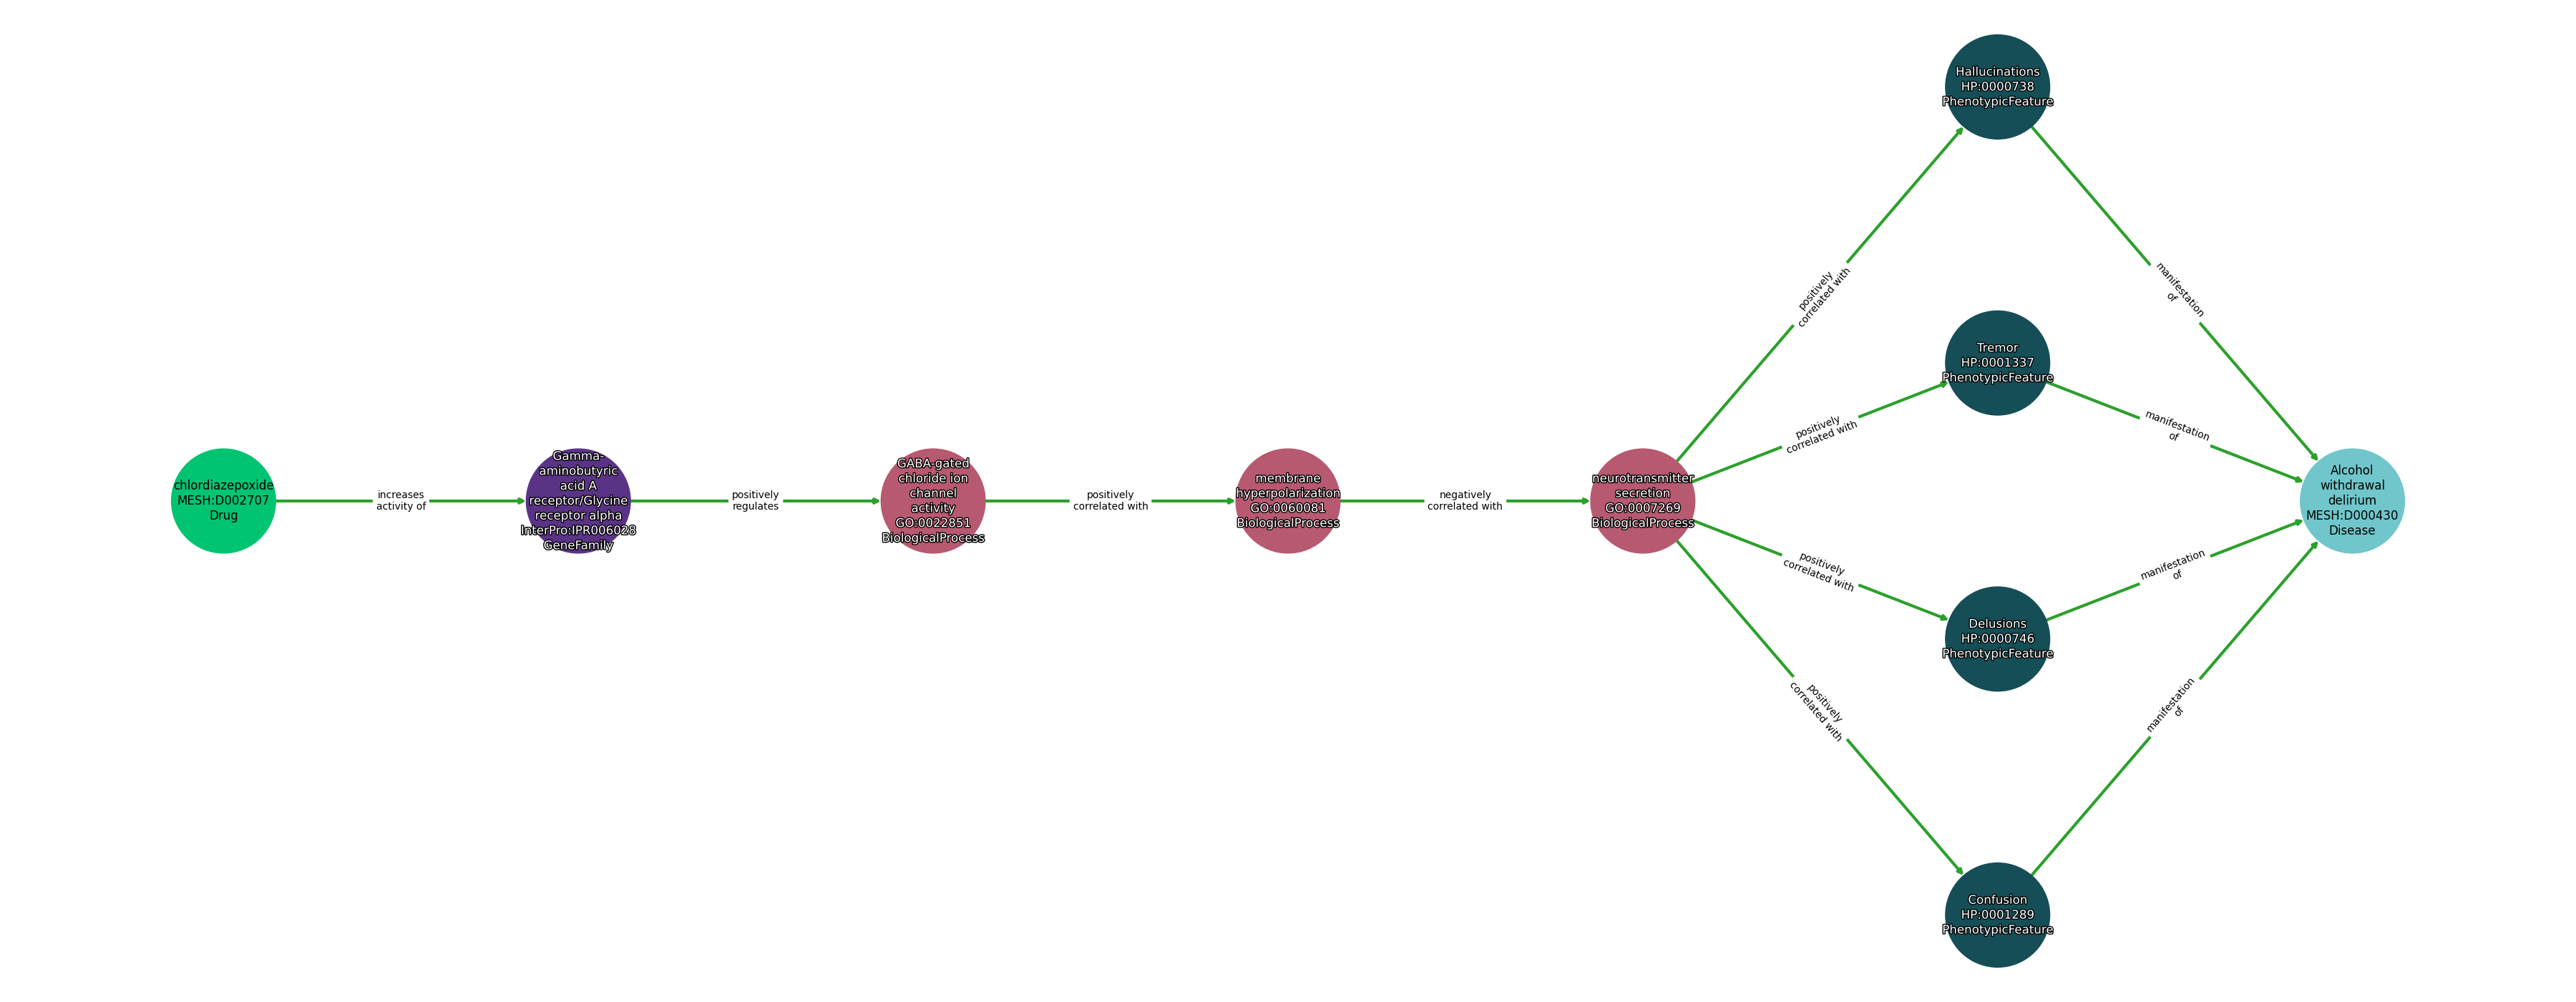 chlordiazepoxide
MESH:D002707
Drug
increases
activity of
Gamma-
aminobutyric
acid A
receptor/Glycine
receptor alpha
InterPro:IPR006028
GeneFamily
positively
regulates
GABA-gated
chloride ion
channel
activity
GO:0022851
BiologicalProcess
positively
correlated with
membrane
hyperpolarization
GO:0060081
BiologicalProcess
negatively
correlated with
neurotransmitter
secretion
GO:0007269
BiologicalProcess
positively
correlated with
positively
correlated with
positively
correlated with
positively
correlated with
Hallucinations
HP:0000738
PhenotypicFeature
Tremor
HP:0001337
PhenotypicFeature
Delusions
HP:0000746
PhenotypicFeature
Confusion
HP:0001289
PhenotypicFeature
manifestation
of
manifestation
of
manifestation
of
manifestation
of
Alcohol
withdrawal
delirium
MESH:D000430
Disease